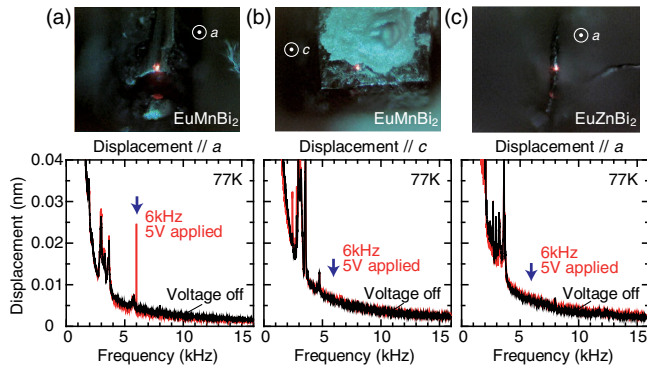 (a)
a
EuMnBi2
(b)
c
EuMnBi2
(c)
a
EuZnBi2
Displacement // a
Displacement // c
Displacement // a
Displacement (nm)
0.04
0.03
0.02
0.01
0
77K
6kHz
5V applied
Voltage off
5
10
15
Frequency (kHz)
77K
6kHz
5V applied
Voltage off
0
5
10
15
Frequency (kHz)
77K
6kHz
5V applied
Voltage off
0
5
10
15
Frequency (kHz)